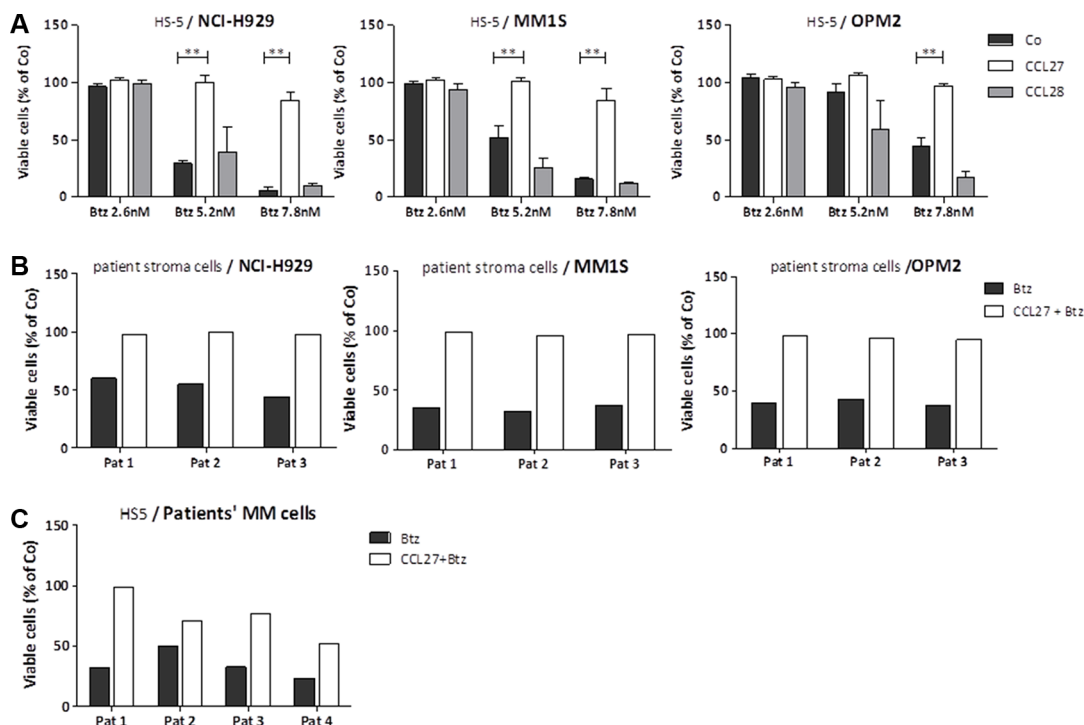 A
HS-5 / NCI-H929
Viable cells (% of Co)
150
100
50
0
** **
Btz 2.6nM Btz 5.2nM Btz 7.8nM
HS-5 / MM1S
Viable cells (% of Co)
150
100
50
0
** **
Btz 2.6nM Btz 5.2nM Btz 7.8nM
HS-5 / OPM2
Viable cells (% of Co)
150
100
50
0
**
Btz 2.6nM Btz 5.2nM Btz 7.8nM
Co
CCL27
CCL28
B
patient stroma cells / NCI-H929
Viable cells (% of Co)
150
100
50
0
Pat 1 Pat 2 Pat 3
patient stroma cells / MM1S
Viable cells (% of Co)
150
100
50
0
Pat 1 Pat 2 Pat 3
patient stroma cells /OPM2
Viable cells (% of Co)
150
100
50
0
Pat 1 Pat 2 Pat 3
Btz
CCL27 + Btz
C
HS5 / Patients' MM cells
Viable cells (% of Co)
150
100
50
0
Pat 1 Pat 2 Pat 3 Pat 4
Btz
CCL27+Btz